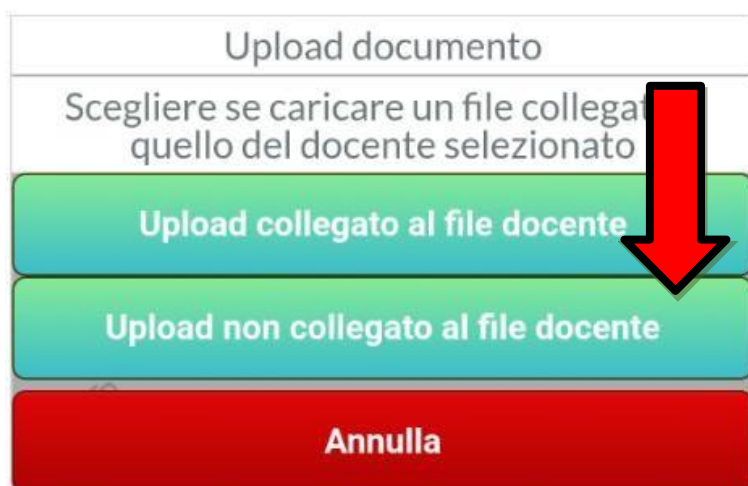 Upload documento
Scegliere se caricare un file collegat
quello del docente selezionato
Upload collegato al file docente
Upload non collegato al file docente
Annulla